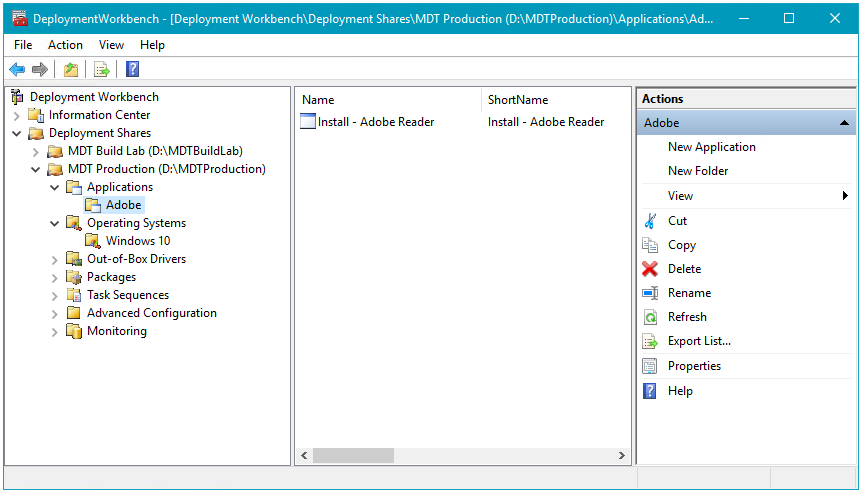 DeploymentWorkbench - [Deployment Workbench\Deployment Shares\MDT Production (D:\MDTProduction)\Applications\Ad...
File Action View Help
Deployment Workbench
Information Center
Deployment Shares
MDT Build Lab (D:\MDTBuildLab)
MDT Production (D:\MDTProduction)
Applications
Adobe
Operating Systems
Windows 10
Out-of-Box Drivers
Packages
Task Sequences
Advanced Configuration
Monitoring
Name ShortName
Install - Adobe Reader Install - Adobe Reader
Actions
Adobe
New Application
New Folder
View
Cut
Copy
Delete
Rename
Refresh
Export List...
Properties
Help